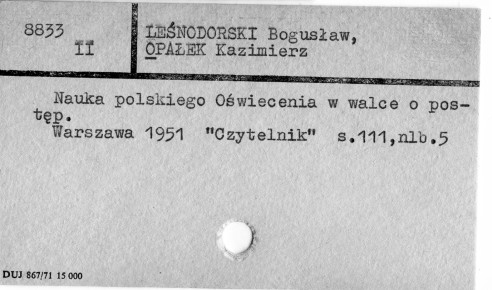 8833
II
LEŚNODORSKI Bogusław,
OPAŁEK Kazimierz
Nauka polskiego Oświecenia w walce o pos-
tęp.
Warszawa 1951 "Czytelnik" s.111,nlb.5
DUJ 867/71 15 000